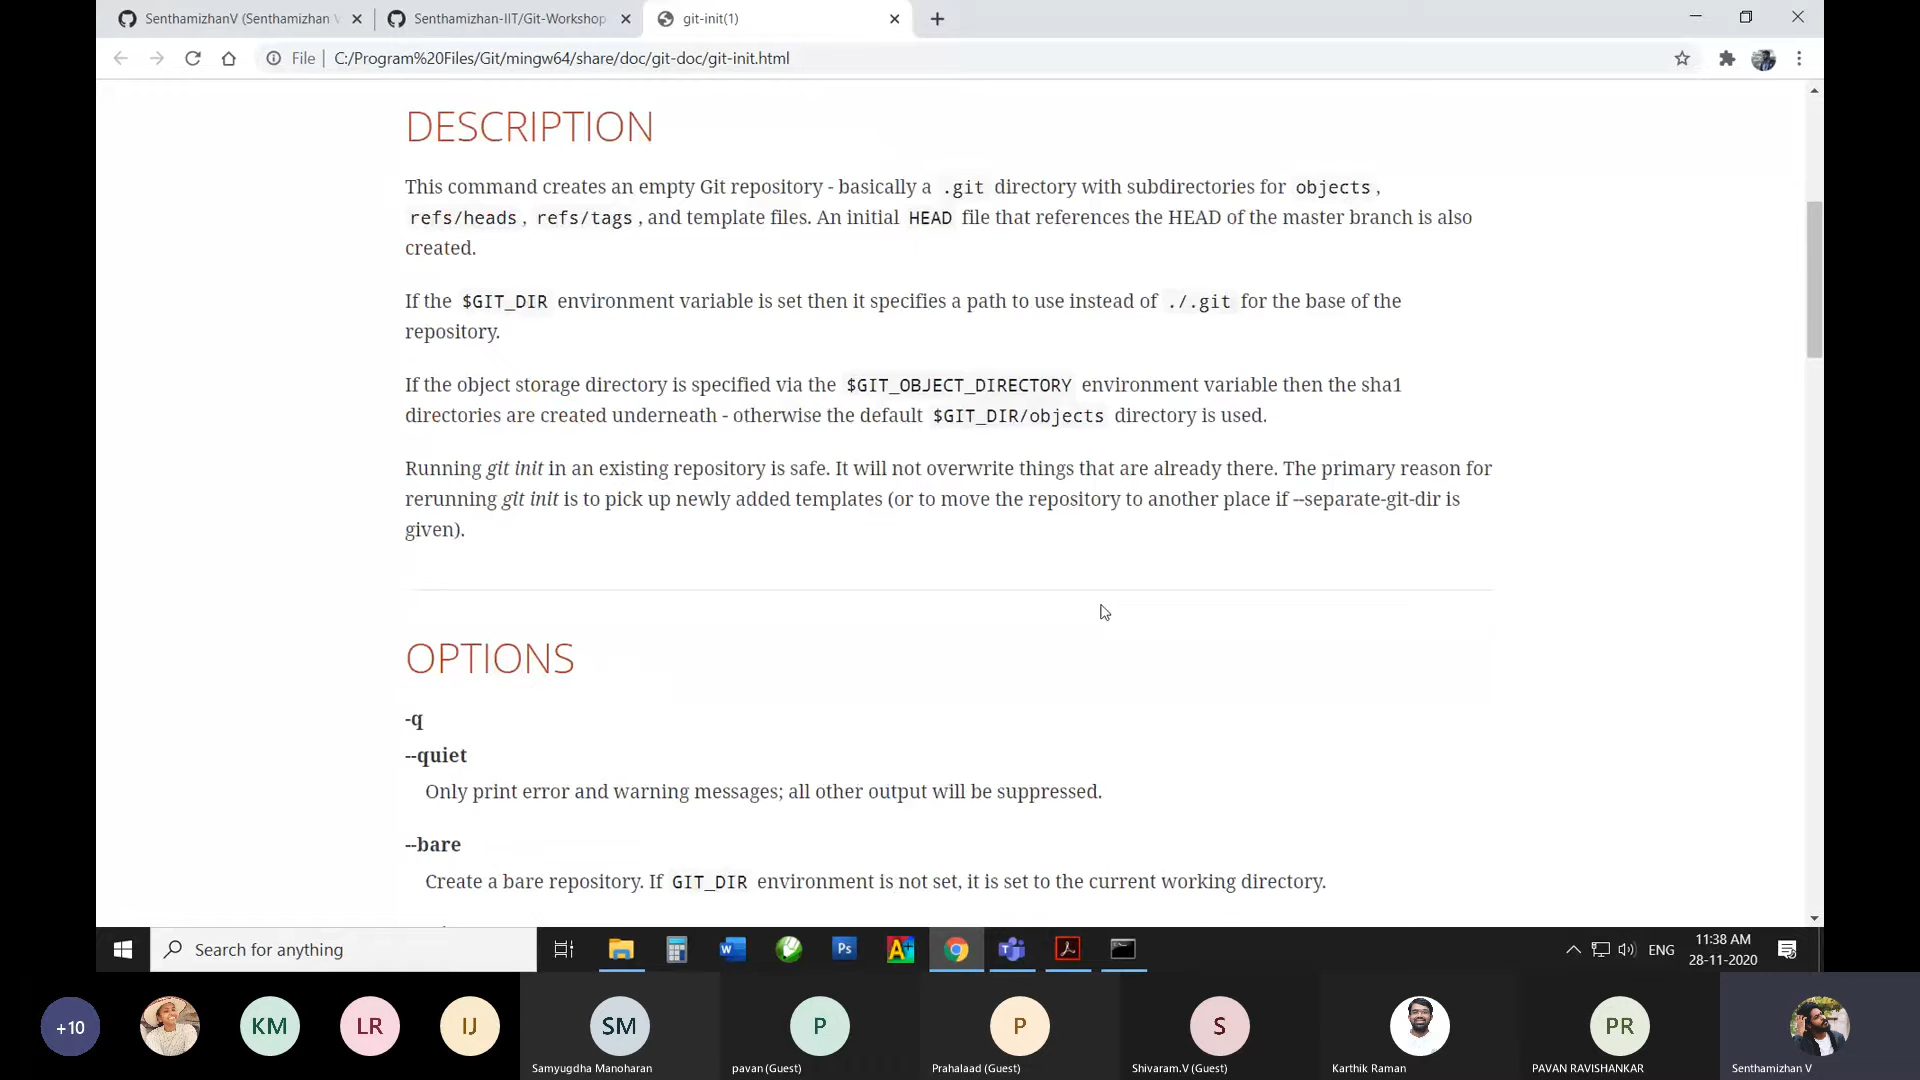 SenthamizhanV (Senthamizhan V
Senthamizhan-IIT/Git-Workshop
git-init(1)
File | C:/Program%20Files/Git/mingw64/share/doc/git-doc/git-init.html
DESCRIPTION
This command creates an empty Git repository - basically a .git directory with subdirectories for objects,
refs/heads, refs/tags, and template files. An initial HEAD file that references the HEAD of the master branch is also
created.
If the $GIT_DIR environment variable is set then it specifies a path to use instead of ./.git for the base of the
repository.
If the object storage directory is specified via the $GIT_OBJECT_DIRECTORY environment variable then the sha1
directories are created underneath - otherwise the default $GIT_DIR/objects directory is used.
Running git init in an existing repository is safe. It will not overwrite things that are already there. The primary reason for
rerunning git init is to pick up newly added templates (or to move the repository to another place if --separate-git-dir is
given).
OPTIONS
-q
--quiet
Only print error and warning messages; all other output will be suppressed.
--bare
Create a bare repository. If GIT_DIR environment is not set, it is set to the current working directory.
Search for anything
Ps
ENG
11:38 AM
28-11-2020
+10
KM
LR
IJ
SM
P
P
S
PR
Samyugdha Manoharan
pavan (Guest)
Prahalaad (Guest)
Shivaram.V (Guest)
Karthik Raman
PAVAN RAVISHANKAR
Senthamizhan V